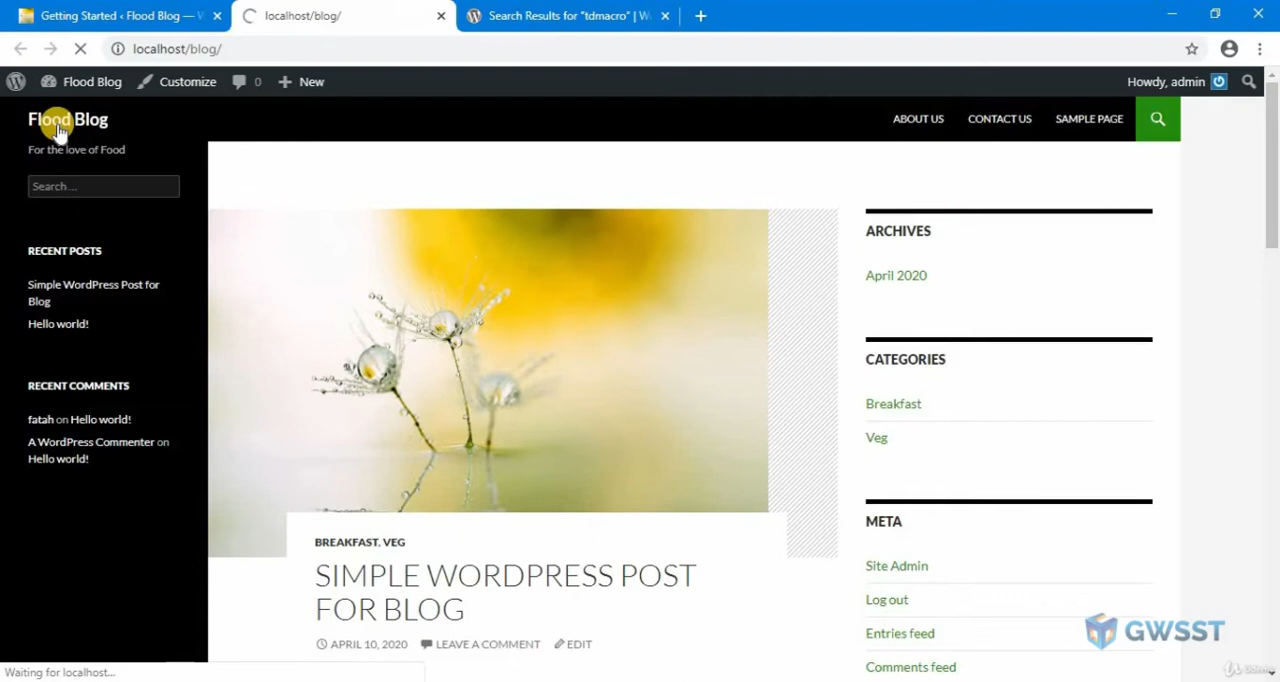 Getting Started ‹ Flood Blog —
localhost/blog/
Search Results for "tdmacro" |
localhost/blog/
Flood Blog
Customize
0
New
Howdy, admin
Flood Blog
For the love of Food
ABOUT US
CONTACT US
SAMPLE PAGE
Search …
RECENT POSTS
Simple WordPress Post for
Blog
Hello world!
RECENT COMMENTS
fatah on Hello world!
A WordPress Commenter on
Hello world!
BREAKFAST, VEG
SIMPLE WORDPRESS POST
FOR BLOG
APRIL 10, 2020
LEAVE A COMMENT
EDIT
ARCHIVES
April 2020
CATEGORIES
Breakfast
Veg
META
Site Admin
Log out
Entries feed
Comments feed
GWSST
Udemy
Waiting for localhost...